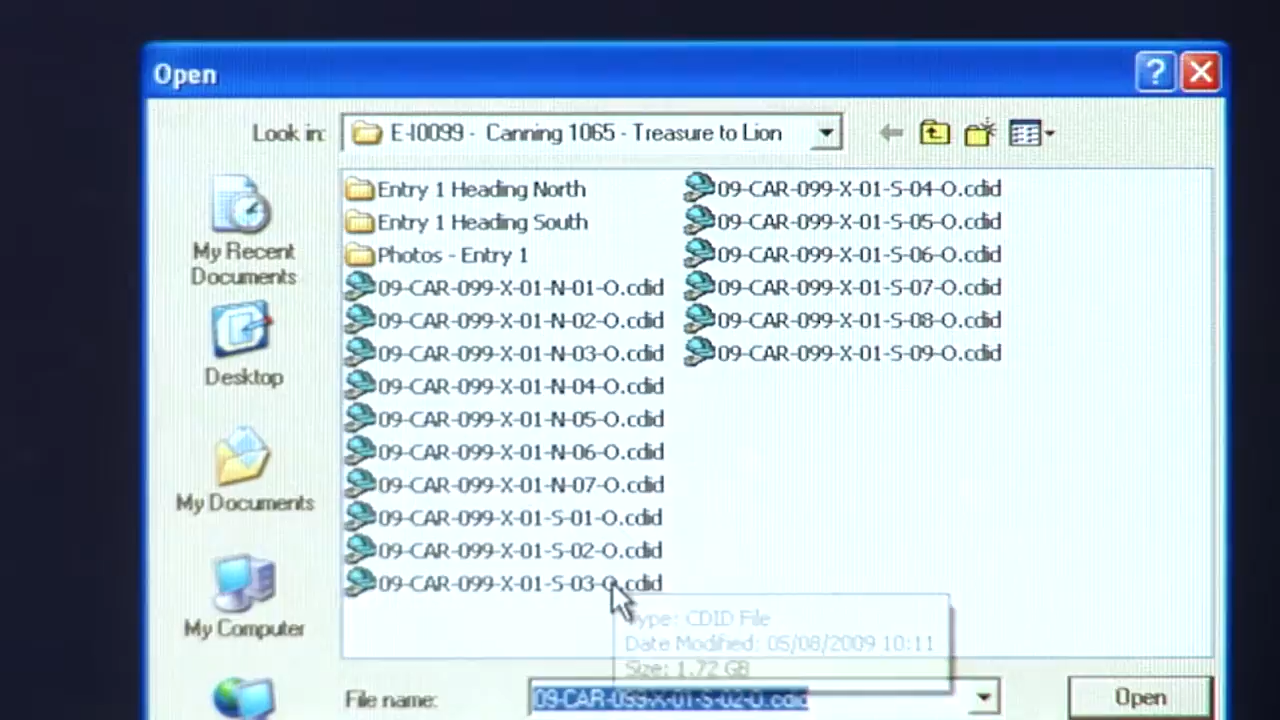 Open
Look in: E-I0099 - Canning 1065 - Treasure to Lion
My Recent
Documents
Desktop
My Documents
My Computer
Entry 1 Heading North
Entry 1 Heading South
Photos - Entry 1
09-CAR-099-X-01-N-01-O.cdid
09-CAR-099-X-01-N-02-O.cdid
09-CAR-099-X-01-N-03-O.cdid
09-CAR-099-X-01-N-04-O.cdid
09-CAR-099-X-01-N-05-O.cdid
09-CAR-099-X-01-N-06-O.cdid
09-CAR-099-X-01-N-07-O.cdid
09-CAR-099-X-01-S-01-O.cdid
09-CAR-099-X-01-S-02-O.cdid
09-CAR-099-X-01-S-03-O.cdid
09-CAR-099-X-01-S-04-O.cdid
09-CAR-099-X-01-S-05-O.cdid
09-CAR-099-X-01-S-06-O.cdid
09-CAR-099-X-01-S-07-O.cdid
09-CAR-099-X-01-S-08-O.cdid
09-CAR-099-X-01-S-09-O.cdid
Type: CDID File
Date Modified: 05/08/2009 10:11
Size: 1.72 GB
File name: 09-CAR-099-X-01-S-02-O.cdid Open